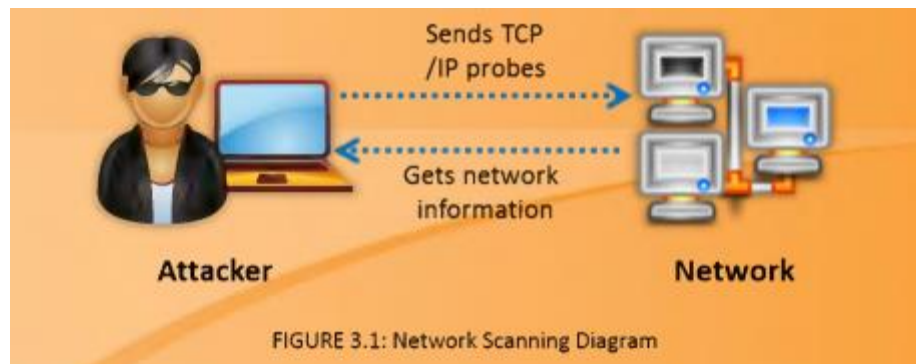 Sends TCP
/IP probes
Gets network
information
Attacker
Network
FIGURE 3.1: Network Scanning Diagram